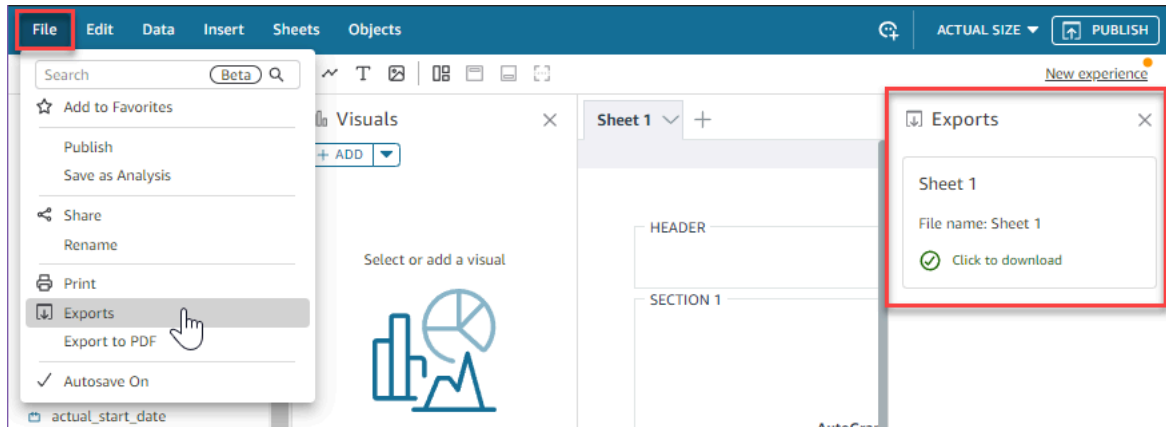 File Edit Data Insert Sheets Objects ACTUAL SIZE PUBLISH
Search Beta
New experience
Add to Favorites
Publish
Save as Analysis
Share
Rename
Print
Exports
Export to PDF
Autosave On
actual_start_date
Visuals
+ ADD
Select or add a visual
Sheet 1
HEADER
SECTION 1
Exports
Sheet 1
File name: Sheet 1
Click to download